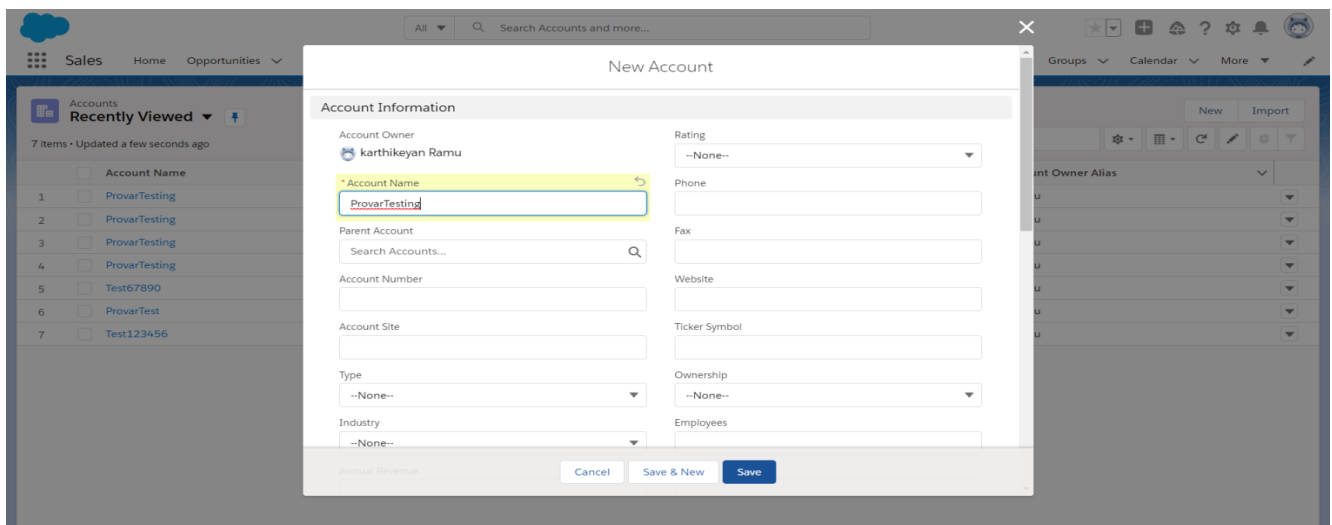 All
Search Accounts and more...
Sales
Home
Opportunities
Groups
Calendar
More
Accounts
Recently Viewed
7 items • Updated a few seconds ago
New
Import
Account Name
nt Owner Alias
1 ProvarTesting u
2 ProvarTesting u
3 ProvarTesting u
4 ProvarTesting u
5 Test67890 u
6 ProvarTest u
7 Test123456 u
New Account
Account Information
Account Owner
karthikeyan Ramu
Rating
--None--
* Account Name
ProvarTesting
Phone
Parent Account
Search Accounts...
Fax
Account Number
Website
Account Site
Ticker Symbol
Type
--None--
Ownership
--None--
Industry
--None--
Employees
Annual Revenue
Cancel
Save & New
Save